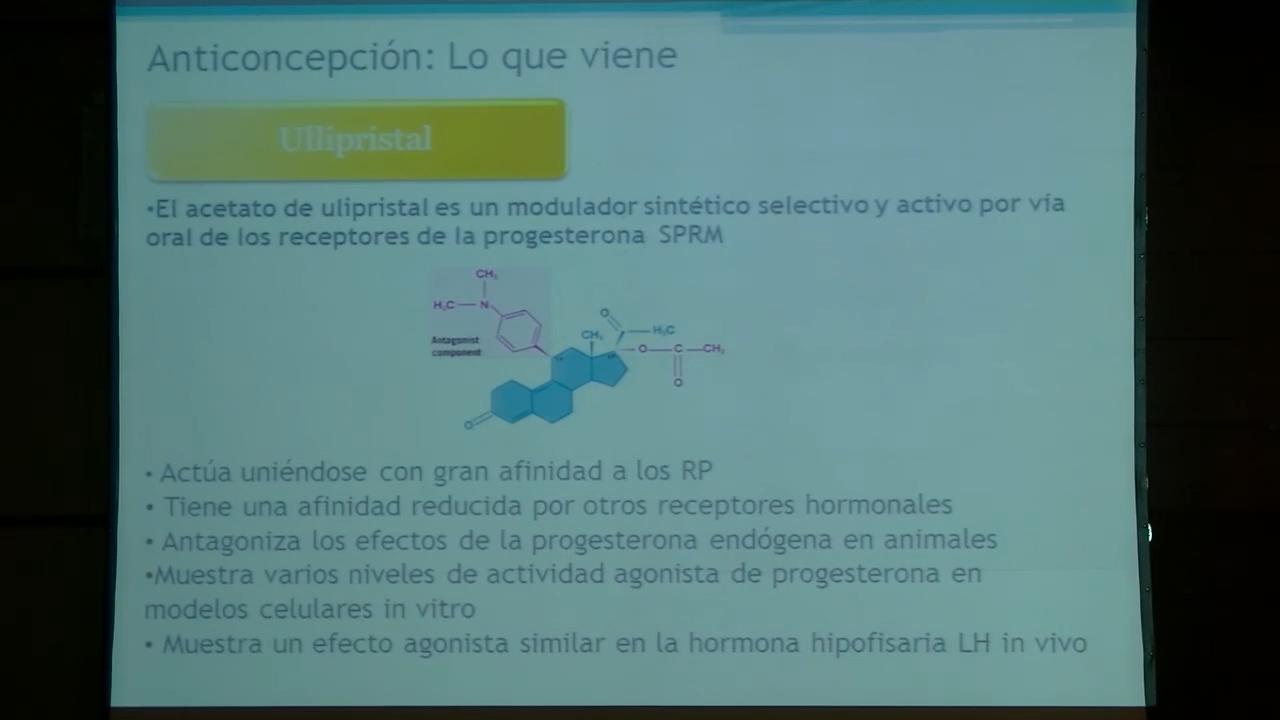 Anticoncepción: Lo que viene
Ullipristal
•El acetato de ulipristal es un modulador sintético selectivo y activo por vía
oral de los receptores de la progesterona SPRM
CH₃
H₃C N
Antagonist
component
O
CH₃ H₃C
O C CH₃
O
O
• Actúa uniéndose con gran afinidad a los RP
• Tiene una afinidad reducida por otros receptores hormonales
• Antagoniza los efectos de la progesterona endógena en animales
•Muestra varios niveles de actividad agonista de progesterona en
modelos celulares in vitro
• Muestra un efecto agonista similar en la hormona hipofisaria LH in vivo